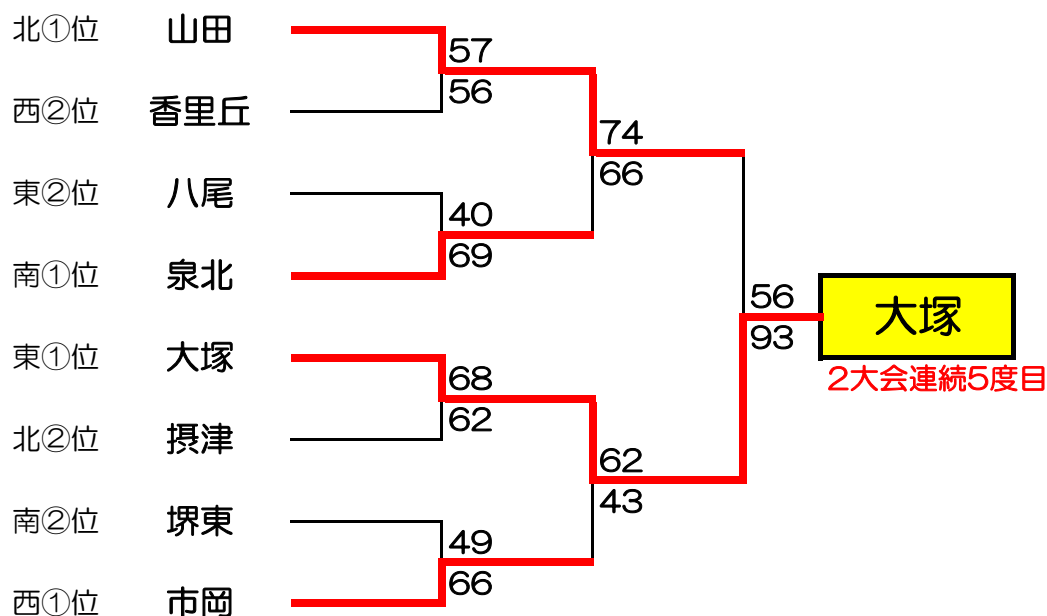 北①位 山田
57
西②位 香里丘
56
74
66
東②位 八尾
40
南①位 泉北
69
56
93
大塚
2大会連続5度目
東①位 大塚
68
北②位 摂津
62
62
43
南②位 堺東
49
西①位 市岡
66